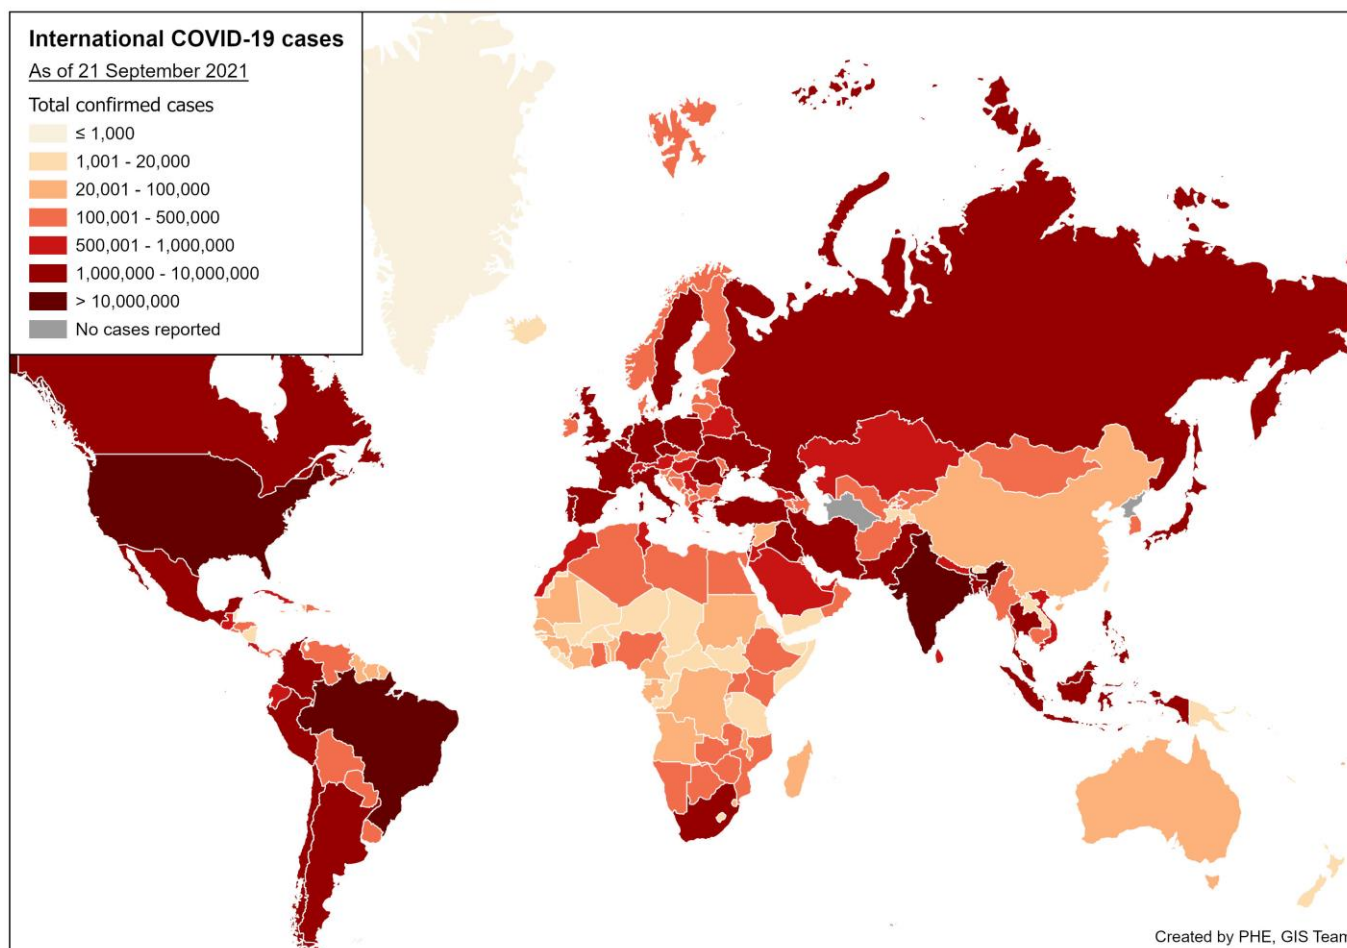 International COVID-19 cases
As of 21 September 2021
Total confirmed cases
≤ 1,000
1,001 - 20,000
20,001 - 100,000
100,001 - 500,000
500,001 - 1,000,000
1,000,000 - 10,000,000
> 10,000,000
No cases reported
Created by PHE, GIS Team